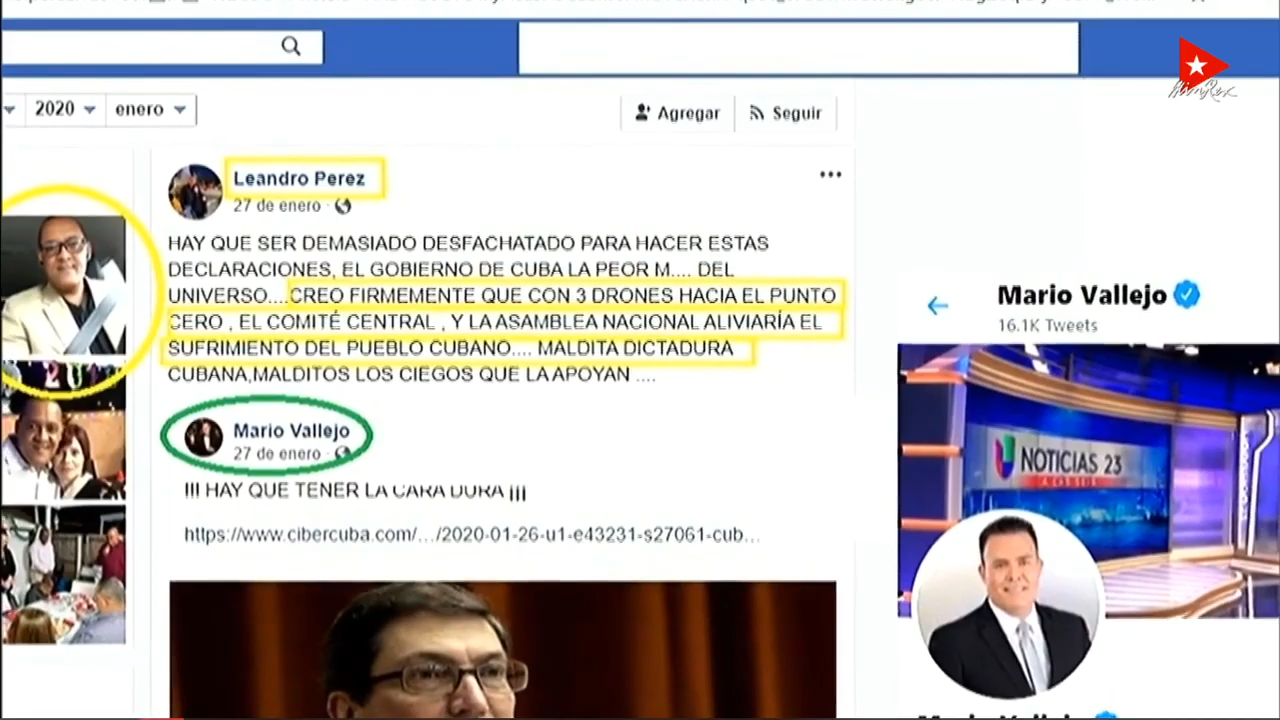 2020
enero
Agregar
Seguir
Leandro Perez
27 de enero ·
HAY QUE SER DEMASIADO DESFACHATADO PARA HACER ESTAS
DECLARACIONES, EL GOBIERNO DE CUBA LA PEOR M.... DEL
UNIVERSO....CREO FIRMEMENTE QUE CON 3 DRONES HACIA EL PUNTO
CERO , EL COMITÉ CENTRAL , Y LA ASAMBLEA NACIONAL ALIVIARÍA EL
SUFRIMIENTO DEL PUEBLO CUBANO.... MALDITA DICTADURA
CUBANA,MALDITOS LOS CIEGOS QUE LA APOYAN ....
Mario Vallejo
27 de enero ·
¡¡¡ HAY QUE TENER LA CARA DURA ¡¡¡
https://www.cibercuba.com/…/2020-01-26-u1-e43231-s27061-cub…
Mario Vallejo
16.1K Tweets
NOTICIAS 23
A LAS SEIS
Mario Vallejo